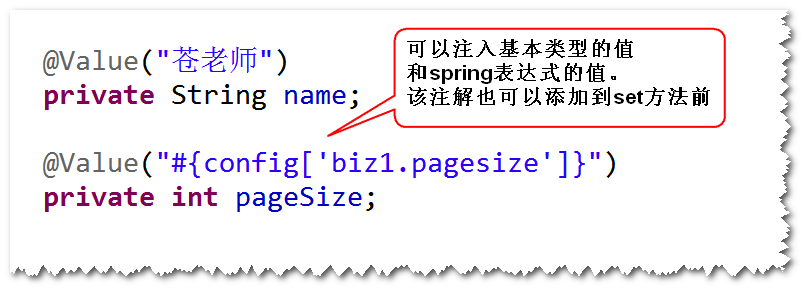 @Value("苍老师")
private String name;
可以注入基本类型的值
和spring表达式的值。
该注解也可以添加到set方法前
@Value("#{config['biz1.pagesize']}")
private int pageSize;